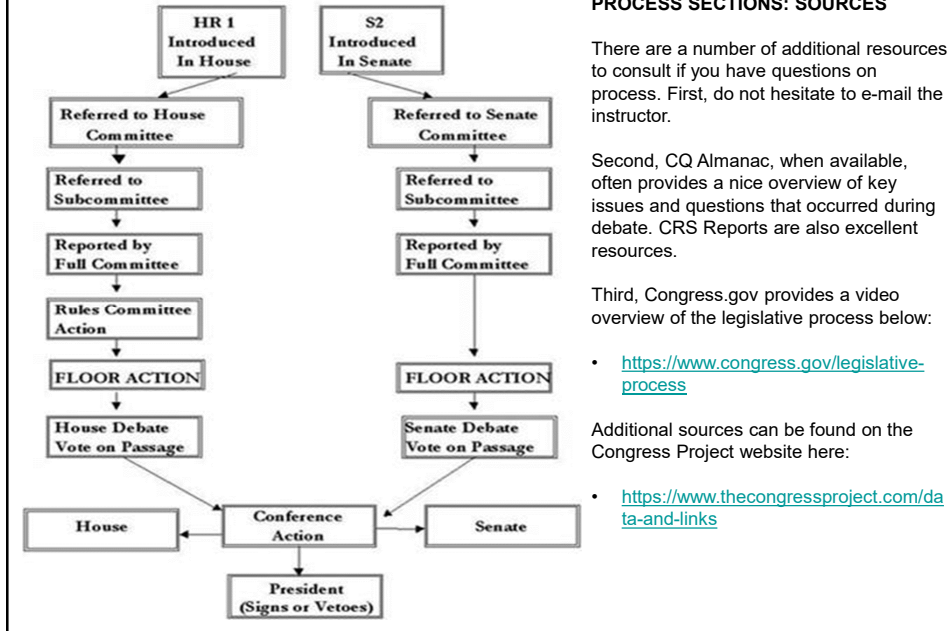 HR 1
Introduced
In House
S2
Introduced
In Senate
Referred to House
Committee
Referred to Senate
Committee
Referred to
Subcommittee
Referred to
Subcommittee
Reported by
Full Committee
Reported by
Full Committee
Rules Committee
Action
FLOOR ACTION
FLOOR ACTION
House Debate
Vote on Passage
Senate Debate
Vote on Passage
House
Conference
Action
Senate
President
(Signs or Vetoes)
PROCESS SECTIONS: SOURCES
There are a number of additional resources
to consult if you have questions on
process. First, do not hesitate to e-mail the
instructor.
Second, CQ Almanac, when available,
often provides a nice overview of key
issues and questions that occurred during
debate. CRS Reports are also excellent
resources.
Third, Congress.gov provides a video
overview of the legislative process below:
• https://www.congress.gov/legislative-
process
Additional sources can be found on the
Congress Project website here:
• https://www.thecongressproject.com/da
ta-and-links